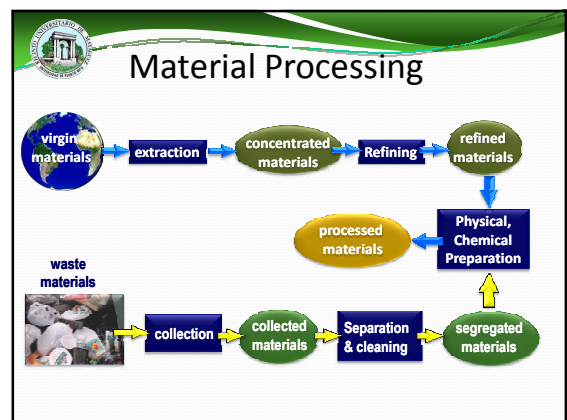 Material Processing
virgin
materials
extraction
concentrated
materials
Refining
refined
materials
Physical,
Chemical
Preparation
processed
materials
waste
materials
collection
collected
materials
Separation
& cleaning
segregated
materials